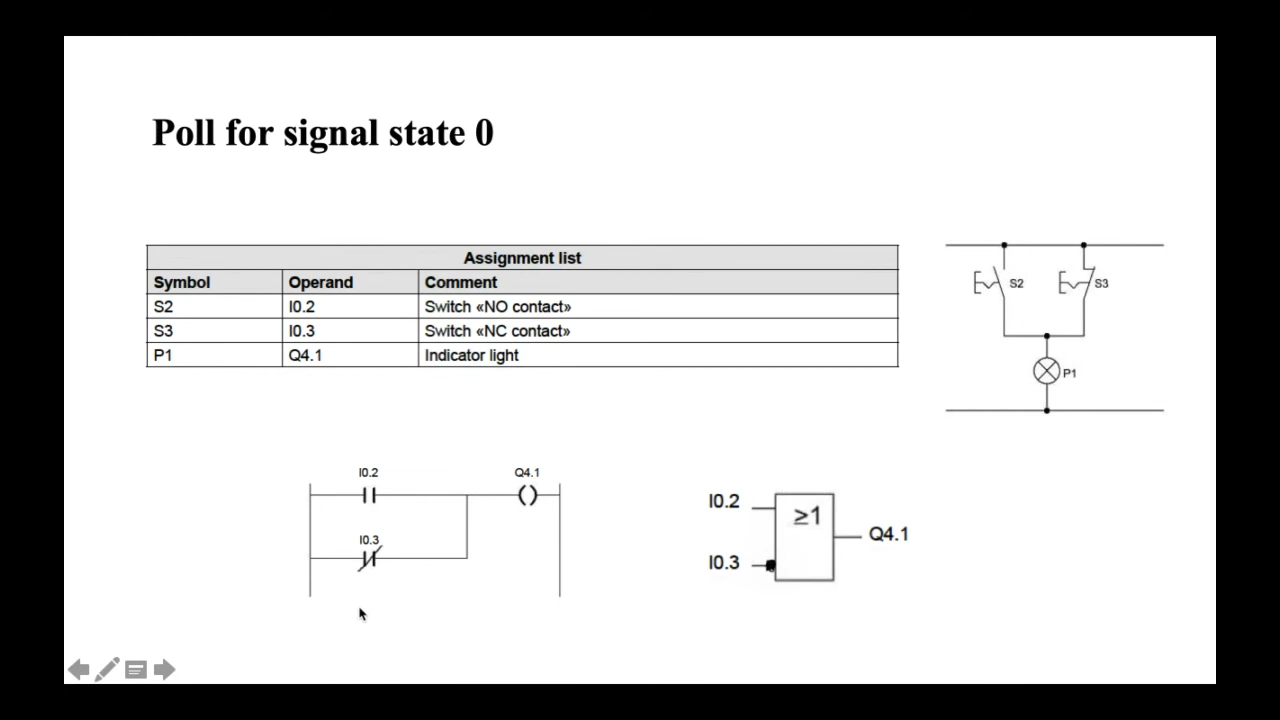 Poll for signal state 0
Assignment list
Symbol Operand Comment
S2 I0.2 Switch «NO contact»
S3 I0.3 Switch «NC contact»
P1 Q4.1 Indicator light
S2 S3
P1
I0.2 Q4.1
I0.3
I0.2
≥1
Q4.1
I0.3